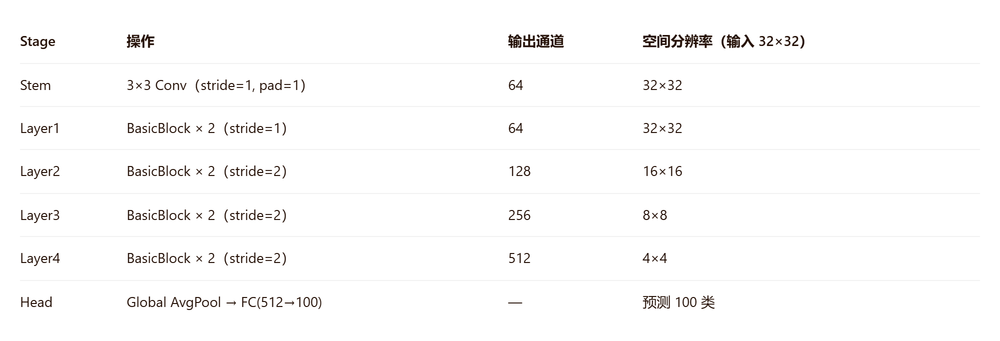 Stage 操作 输出通道 空间分辨率（输入 32×32）
Stem 3×3 Conv（stride=1, pad=1） 64 32×32
Layer1 BasicBlock × 2（stride=1） 64 32×32
Layer2 BasicBlock × 2（stride=2） 128 16×16
Layer3 BasicBlock × 2（stride=2） 256 8×8
Layer4 BasicBlock × 2（stride=2） 512 4×4
Head Global AvgPool → FC(512→100) — 预测 100 类